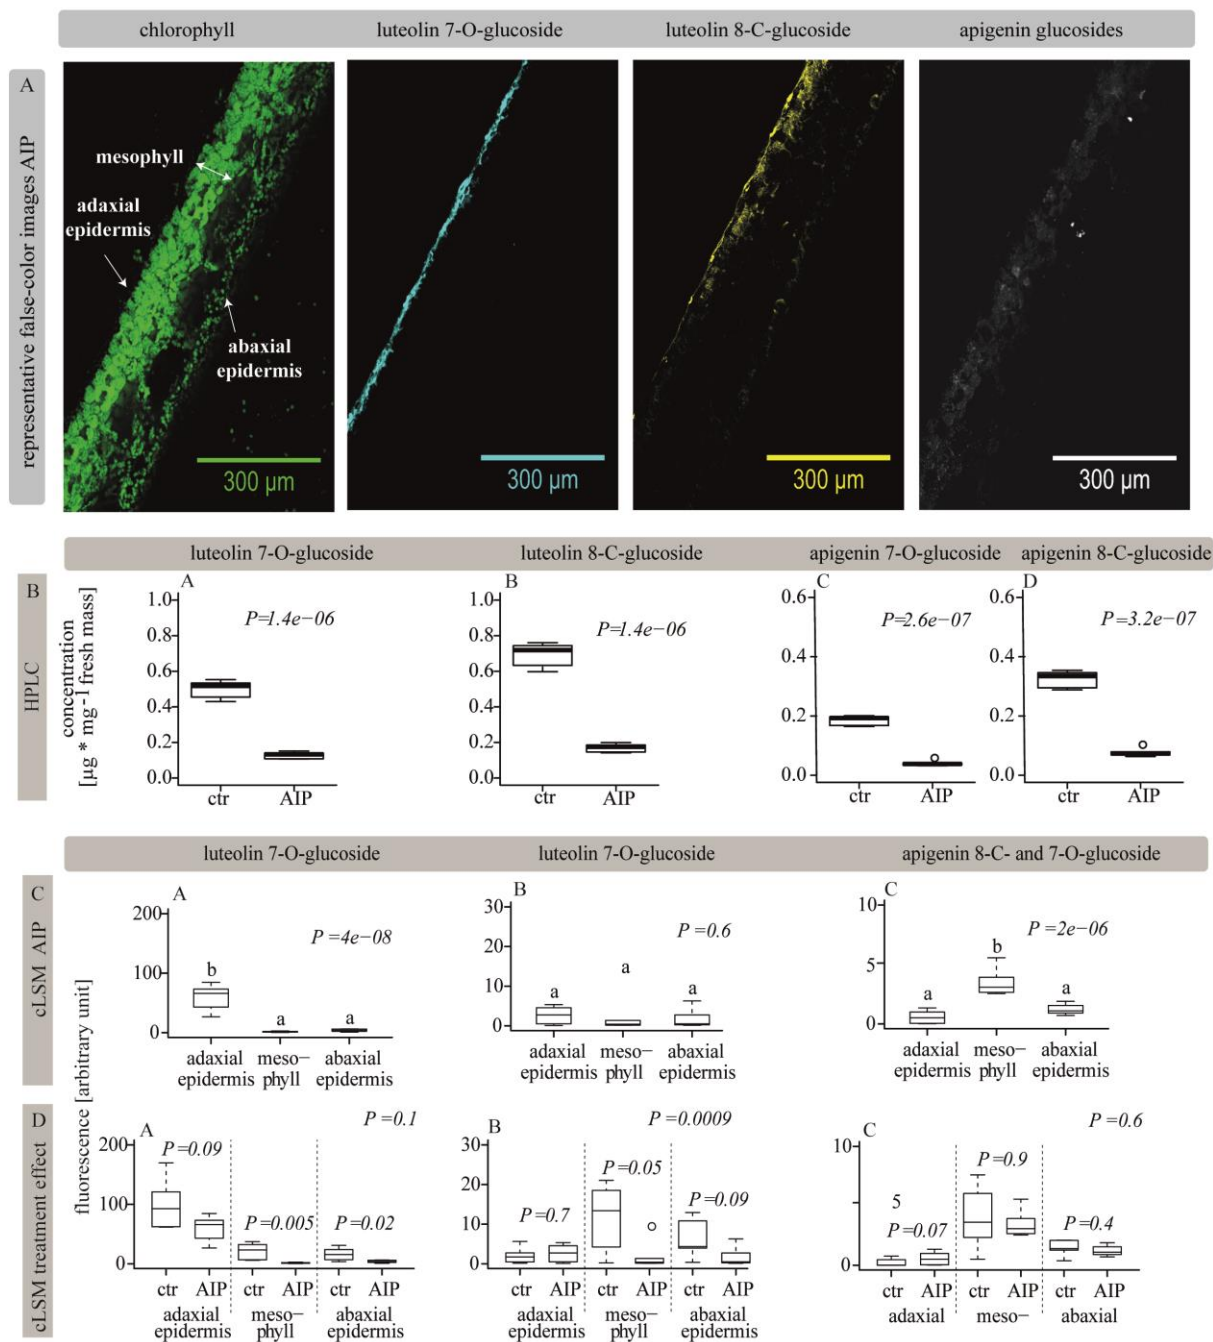 chlorophyll luteolin 7-O-glucoside luteolin 8-C-glucoside apigenin glucosides
A
representative false-color images AIP
mesophyll
adaxial
epidermis
abaxial
epidermis
300 µm 300 µm 300 µm 300 µm
luteolin 7-O-glucoside luteolin 8-C-glucoside apigenin 7-O-glucoside apigenin 8-C-glucoside
B
HPLC
concentration
[µg * mg⁻¹ fresh mass]
A B C D
1.0 1.0 0.6 0.6
P=1.4e−06 P=1.4e−06 P=2.6e−07 P=3.2e−07
0.8 0.8
0.6 0.6 0.4 0.4
0.4 0.4 0.2 0.2
0.2 0.2
0.0 0.0 0.0 0.0
ctr AIP ctr AIP ctr AIP ctr AIP
luteolin 7-O-glucoside luteolin 7-O-glucoside apigenin 8-C- and 7-O-glucoside
C
cLSM AIP
fluorescence [arbitrary unit]
A B C
200 30 10
P =4e−08 P =0.6 P =2e−06
100 20 5
10
0 0 0
b a a a a a a b a
adaxial meso− abaxial adaxial meso− abaxial adaxial meso− abaxial
epidermis phyll epidermis epidermis phyll epidermis epidermis phyll epidermis
D
cLSM treatment effect
A B C
P =0.1 P =0.0009 P =0.6
200 30 10
P =0.09 P =0.005 P =0.02 P =0.7 P =0.05 P =0.09 P =0.07 P =0.9 P =0.4
100 20 5
10
0 0 0
ctr AIP ctr AIP ctr AIP ctr AIP ctr AIP ctr AIP ctr AIP ctr AIP ctr AIP
adaxial meso− abaxial adaxial meso− abaxial adaxial meso− abaxial
epidermis phyll epidermis epidermis phyll epidermis